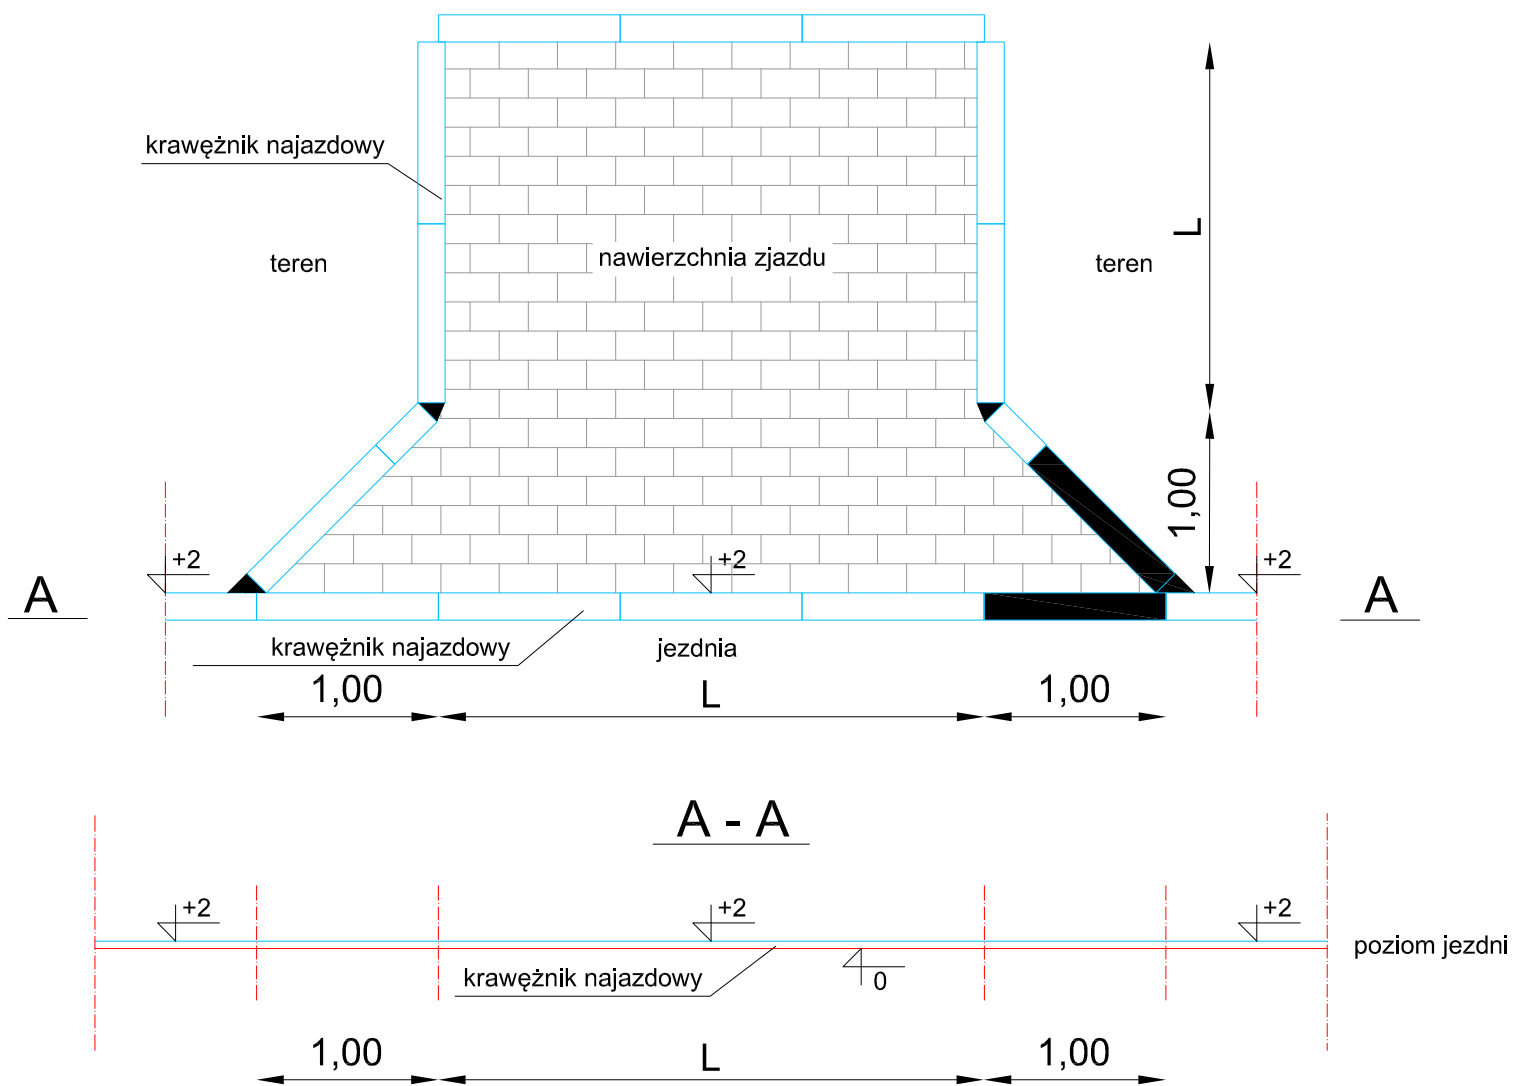 krawężnik najazdowy
teren
nawierzchnia zjazdu
teren
L
1,00
+2
+2
+2
A
A
krawężnik najazdowy
jezdnia
1,00
L
1,00
A - A
+2
+2
+2
poziom jezdni
krawężnik najazdowy
0
1,00
L
1,00